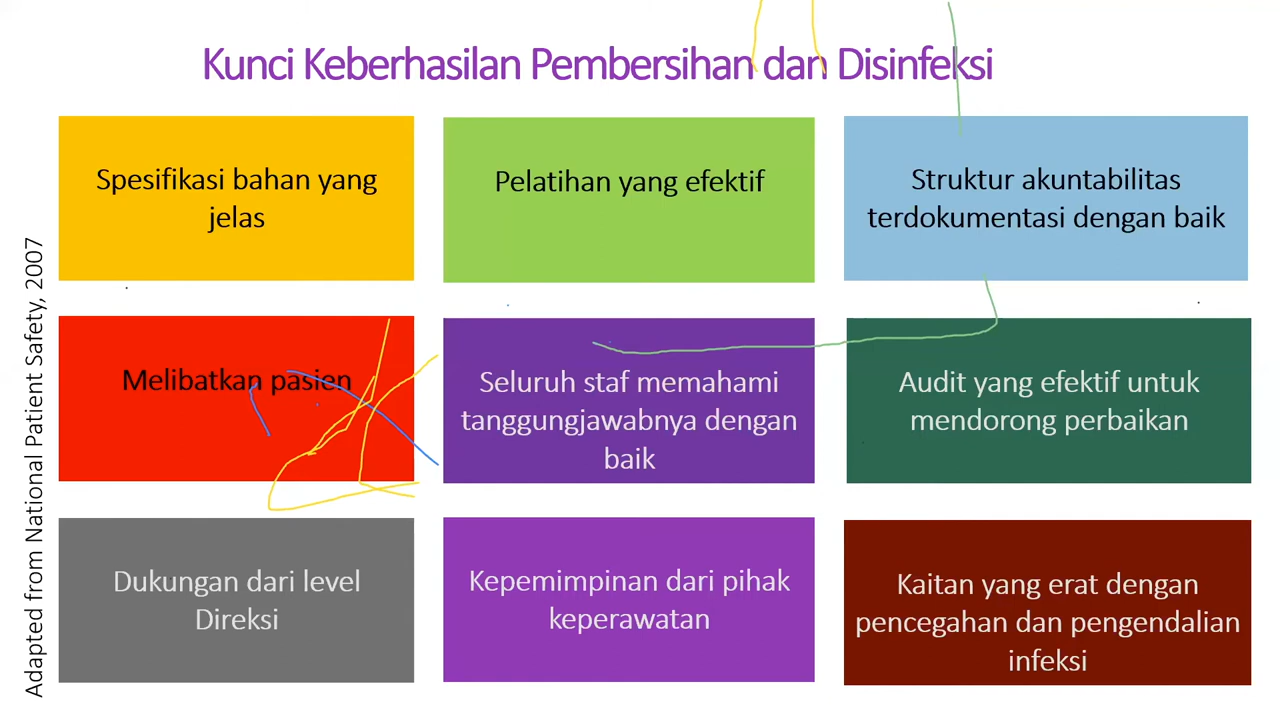 Kunci Keberhasilan Pembersihan dan Disinfeksi
Spesifikasi bahan yang
jelas
Pelatihan yang efektif
Struktur akuntabilitas
terdokumentasi dengan baik
Melibatkan pasien
Seluruh staf memahami
tanggungjawabnya dengan
baik
Audit yang efektif untuk
mendorong perbaikan
Dukungan dari level
Direksi
Kepemimpinan dari pihak
keperawatan
Kaitan yang erat dengan
pencegahan dan pengendalian
infeksi
Adapted from National Patient Safety, 2007